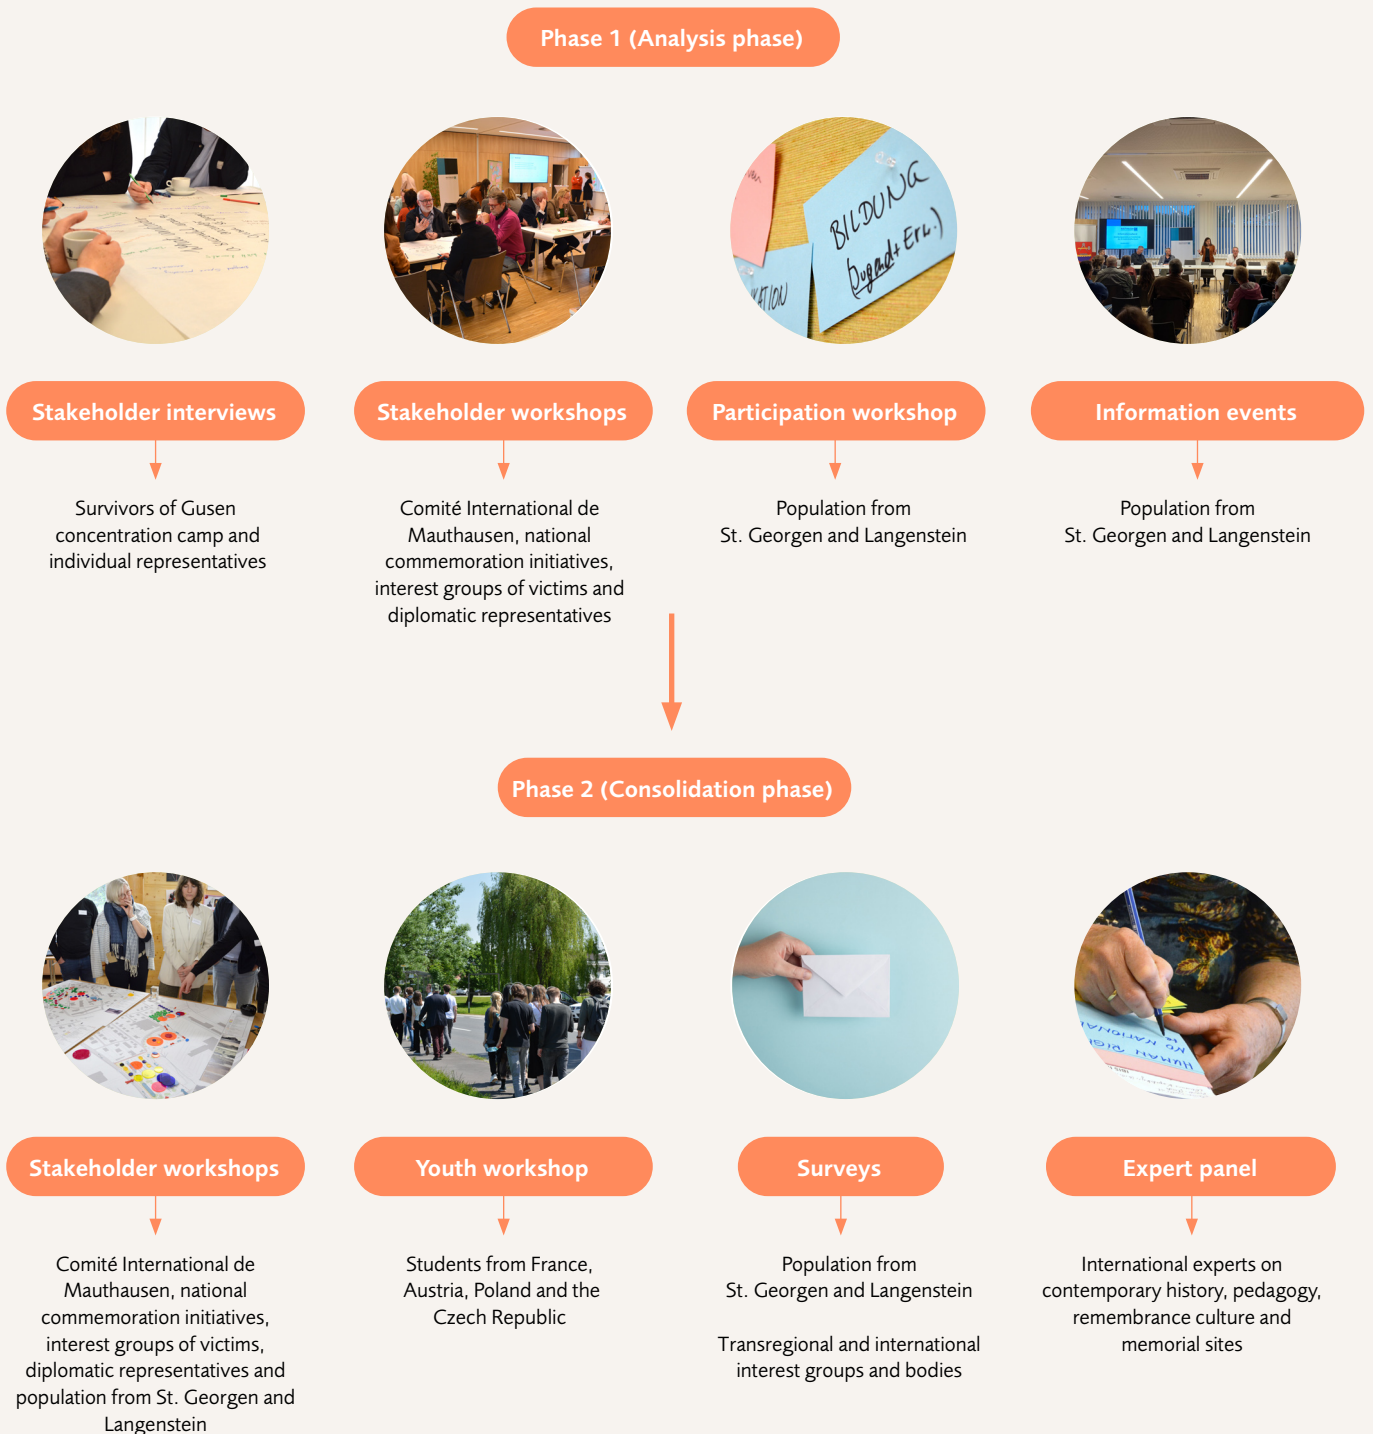 Phase 1 (Analysis phase)
BILDUNG
(Jugend + Erw.)
Stakeholder interviews
Stakeholder workshops
Participation workshop
Information events
Survivors of Gusen
concentration camp and
individual representatives
Comité International de
Mauthausen, national
commemoration initiatives,
interest groups of victims and
diplomatic representatives
Population from
St. Georgen and Langenstein
Population from
St. Georgen and Langenstein
Phase 2 (Consolidation phase)
HUMAN RIG
NO NATIONAL
Stakeholder workshops
Youth workshop
Surveys
Expert panel
Comité International de
Mauthausen, national
commemoration initiatives,
interest groups of victims,
diplomatic representatives and
population from St. Georgen and
Langenstein
Students from France,
Austria, Poland and the
Czech Republic
Population from
St. Georgen and Langenstein
Transregional and international
interest groups and bodies
International experts on
contemporary history, pedagogy,
remembrance culture and
memorial sites